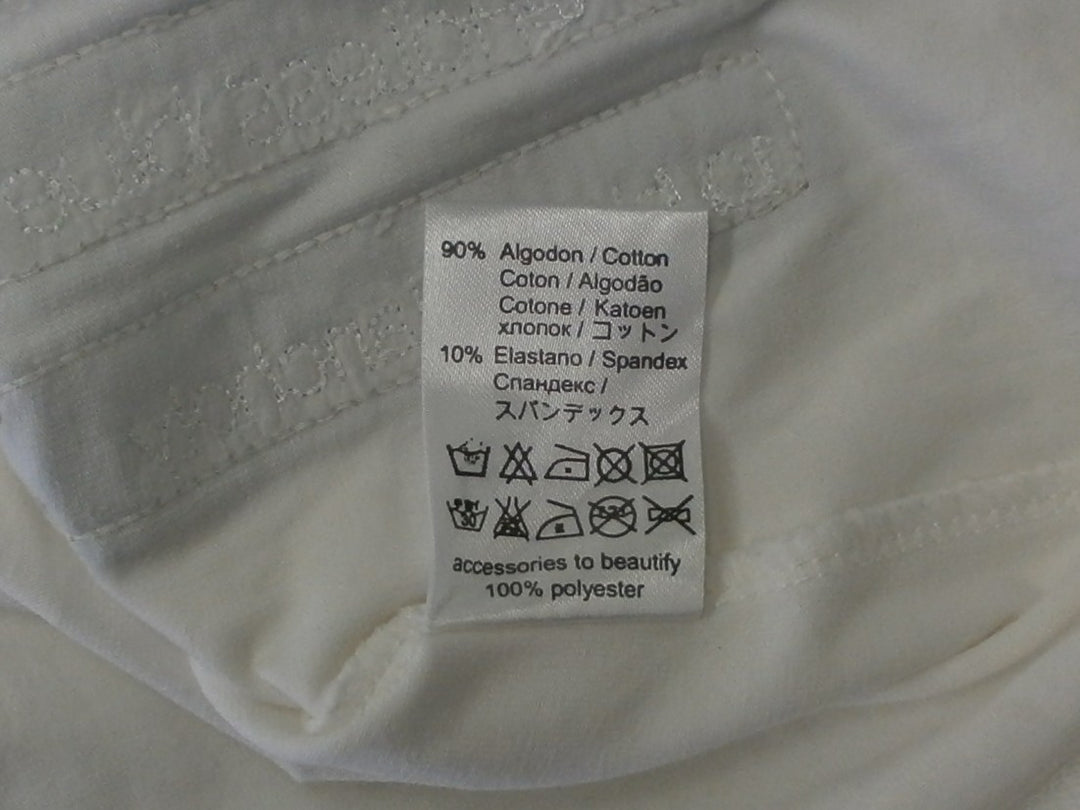 90% Algodon / Cotton
Coton / Algodão
Cotone / Katoen
хлопок / コットン
10% Elastano / Spandex
Спандекс /
スパンデックス
30
accessories to beautify
100% polyester